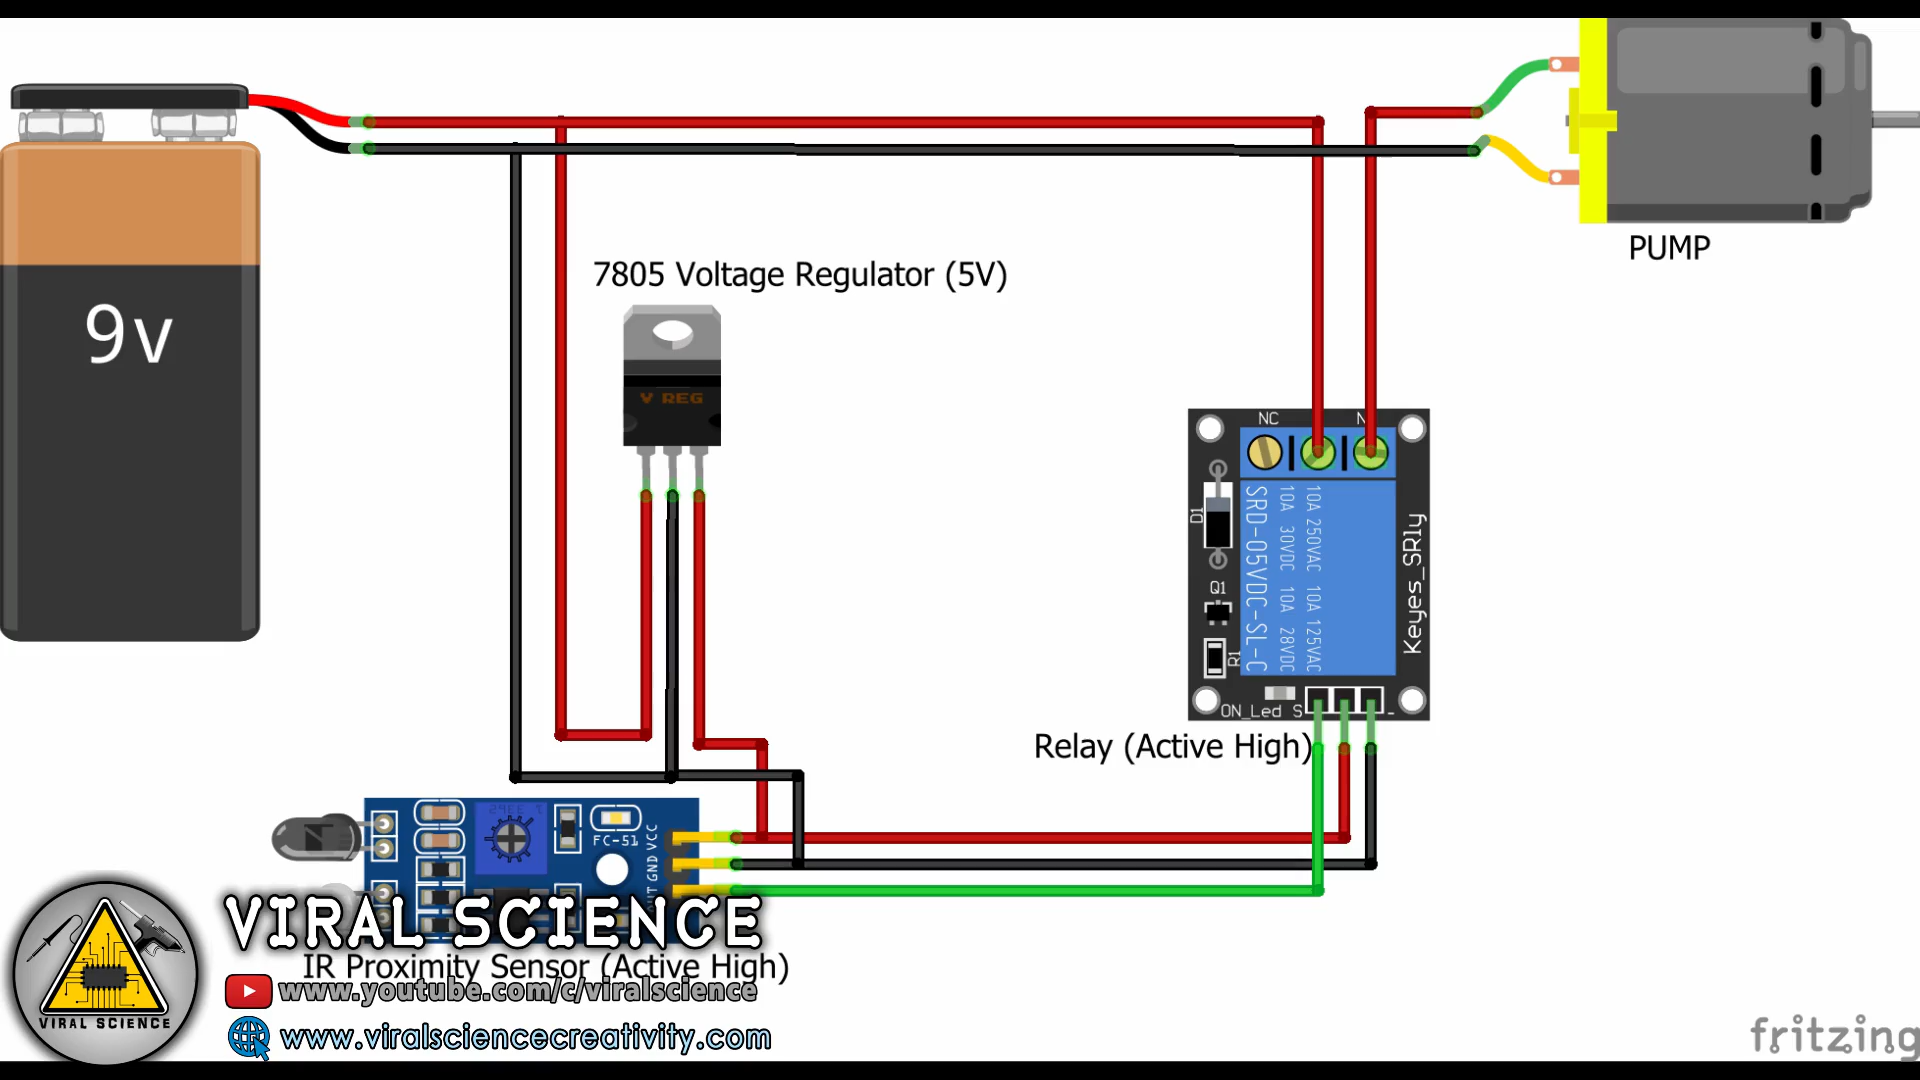 9v
7805 Voltage Regulator (5V)
V REG
PUMP
NC
N
D1
Q1
R1
SRD-05VDC-SL-C
10A 30VDC 10A 28VDC
10A 250VAC 10A 125VAC
Keyes_SRly
ON_Led S -
Relay (Active High)
FC-51
VCC
GND
VIRAL SCIENCE
IR Proximity Sensor (Active High)
www.youtube.com/c/viralscience
www.viralsciencecreativity.com
VIRAL SCIENCE
fritzing